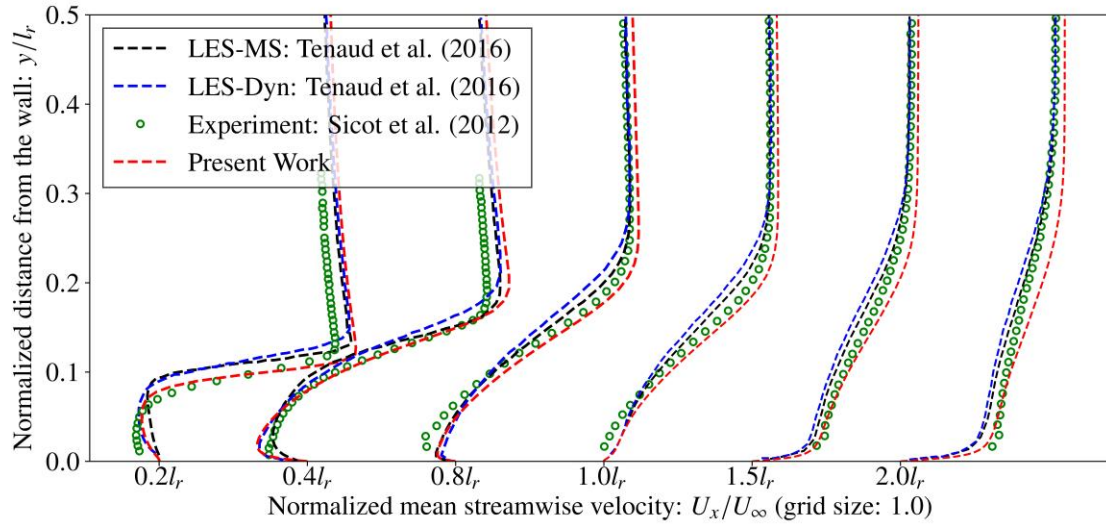 Normalized distance from the wall: y/l_r
0.5
0.4
0.3
0.2
0.1
0.0
LES-MS: Tenaud et al. (2016)
LES-Dyn: Tenaud et al. (2016)
Experiment: Sicot et al. (2012)
Present Work
0.2l_r 0.4l_r 0.8l_r 1.0l_r 1.5l_r 2.0l_r
Normalized mean streamwise velocity: U_x/U_∞ (grid size: 1.0)